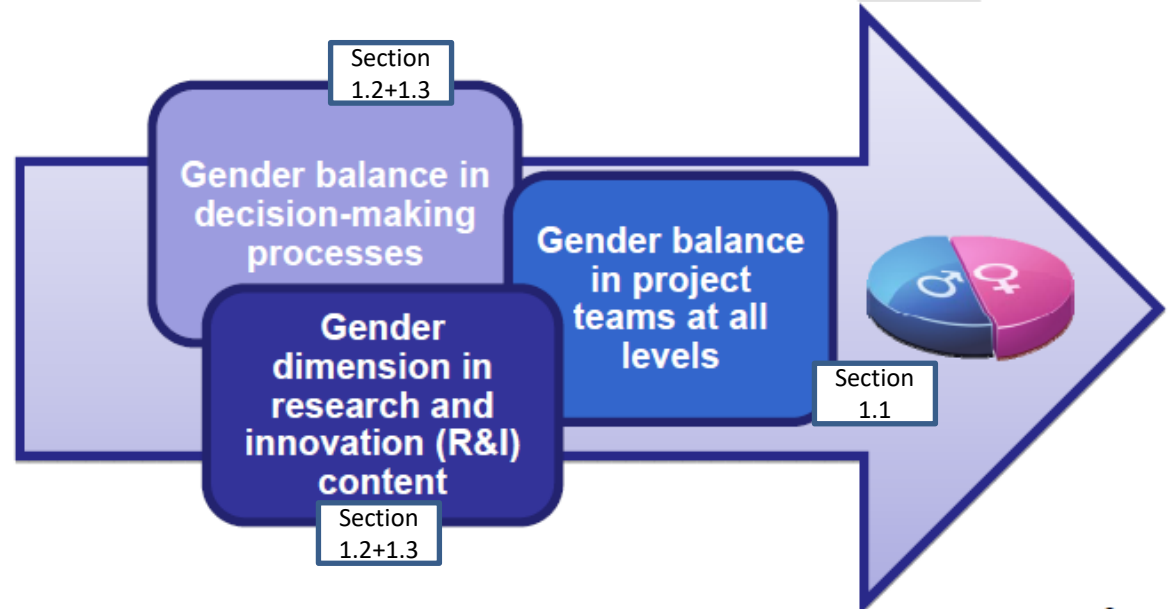 Section
1.2+1.3
Gender balance in
decision-making
processes
Gender balance
in project
teams at all
levels
Section
1.1
Gender
dimension in
research and
innovation (R&I)
content
Section
1.2+1.3